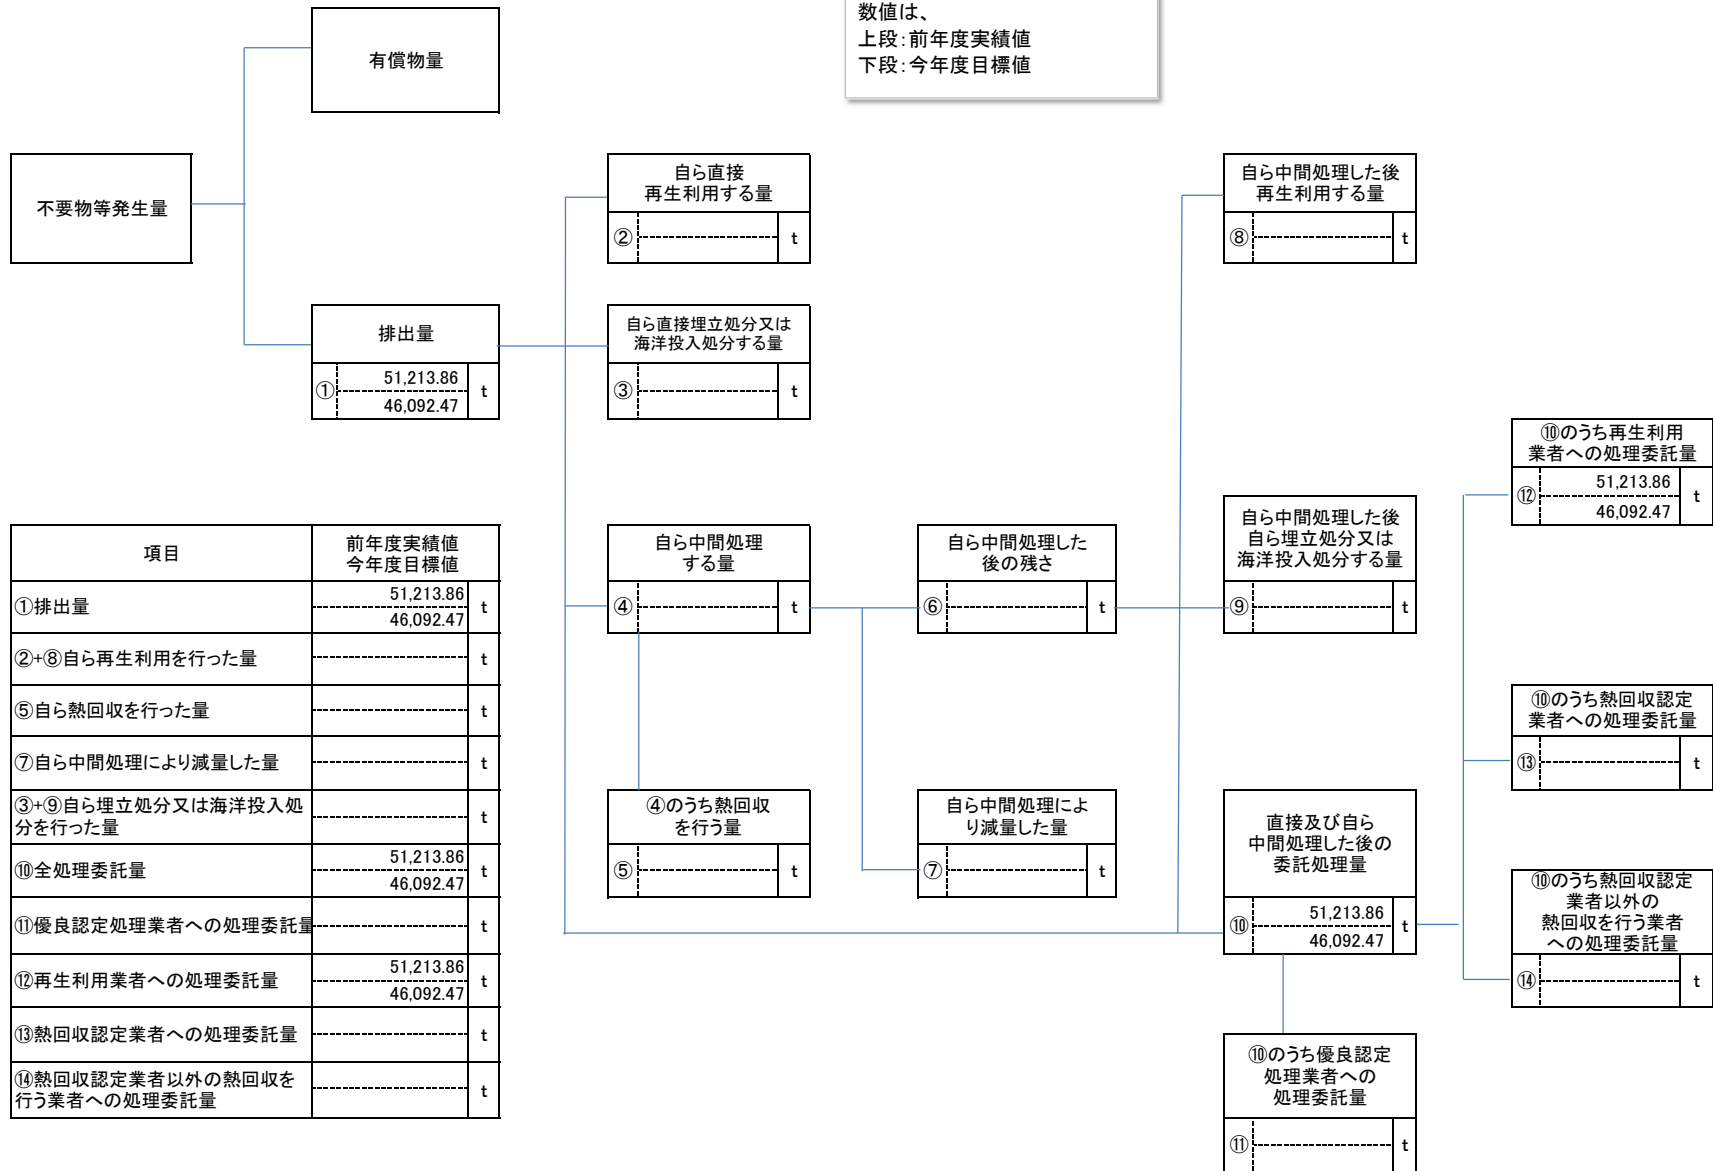 数値は、
上段：前年度実績値
下段：今年度目標値
有償物量
不要物等発生量
排出量
①
51,213.86
46,092.47
t
自ら直接
再生利用する量
②
t
自ら直接埋立処分又は
海洋投入処分する量
③
t
自ら中間処理
する量
④
t
④のうち熱回収
を行う量
⑤
t
自ら中間処理した
後の残さ
⑥
t
自ら中間処理によ
り減量した量
⑦
t
自ら中間処理した後
再生利用する量
⑧
t
自ら中間処理した後
自ら埋立処分又は
海洋投入処分する量
⑨
t
直接及び自ら
中間処理した後の
委託処理量
⑩
51,213.86
46,092.47
t
⑩のうち優良認定
処理業者への
処理委託量
⑪
t
⑩のうち再生利用
業者への処理委託量
⑫
51,213.86
46,092.47
t
⑩のうち熱回収認定
業者への処理委託量
⑬
t
⑩のうち熱回収認定
業者以外の
熱回収を行う業者
への処理委託量
⑭
t
項目
前年度実績値
今年度目標値
①排出量
51,213.86
46,092.47
t
②+⑧自ら再生利用を行った量
t
⑤自ら熱回収を行った量
t
⑦自ら中間処理により減量した量
t
③+⑨自ら埋立処分又は海洋投入処
分を行った量
t
⑩全処理委託量
51,213.86
46,092.47
t
⑪優良認定処理業者への処理委託量
t
⑫再生利用業者への処理委託量
51,213.86
46,092.47
t
⑬熱回収認定業者への処理委託量
t
⑭熱回収認定業者以外の熱回収を
行う業者への処理委託量
t